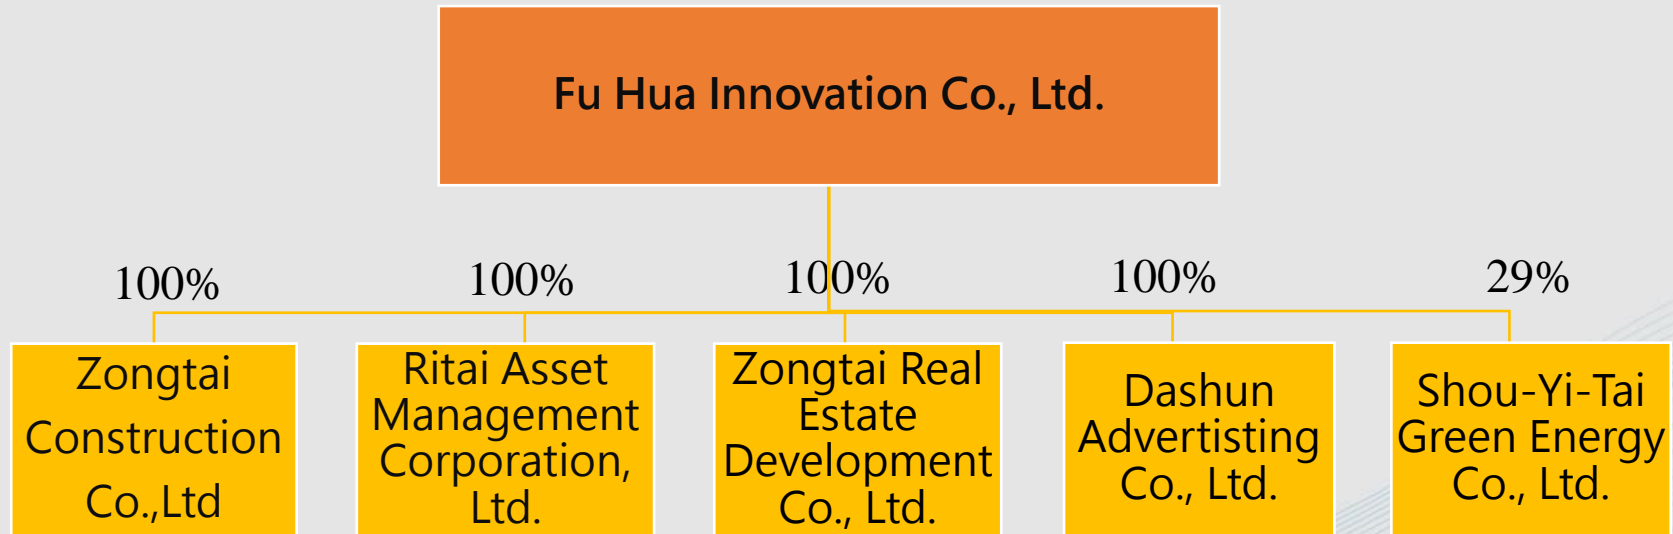 Fu Hua Innovation Co., Ltd.
100%
100%
100%
100%
29%
Zongtai
Construction
Co.,Ltd
Ritai Asset
Management
Corporation,
Ltd.
Zongtai Real
Estate
Development
Co., Ltd.
Dashun
Advertisting
Co., Ltd.
Shou-Yi-Tai
Green Energy
Co., Ltd.